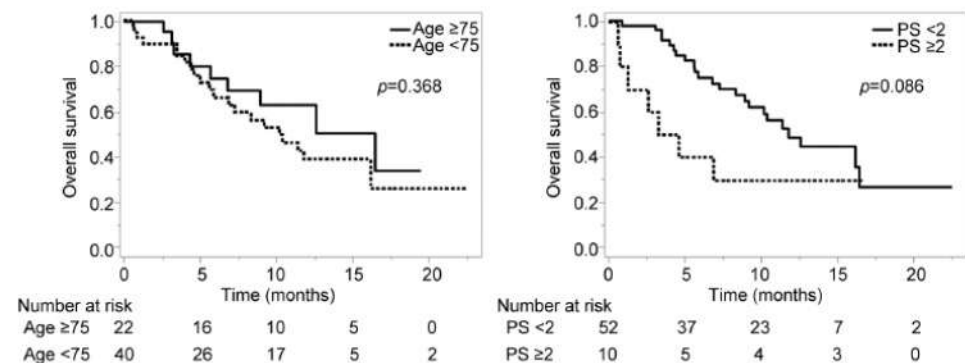 1.0
0.8
0.6
0.4
0.2
0.0
Overall survival
Age ≥75
Age <75
p=0.368
0 5 10 15 20
Time (months)
Number at risk
Age ≥75 22 16 10 5 0
Age <75 40 26 17 5 2
1.0
0.8
0.6
0.4
0.2
0.0
Overall survival
PS <2
PS ≥2
p=0.086
0 5 10 15 20
Time (months)
Number at risk
PS <2 52 37 23 7 2
PS ≥2 10 5 4 3 0